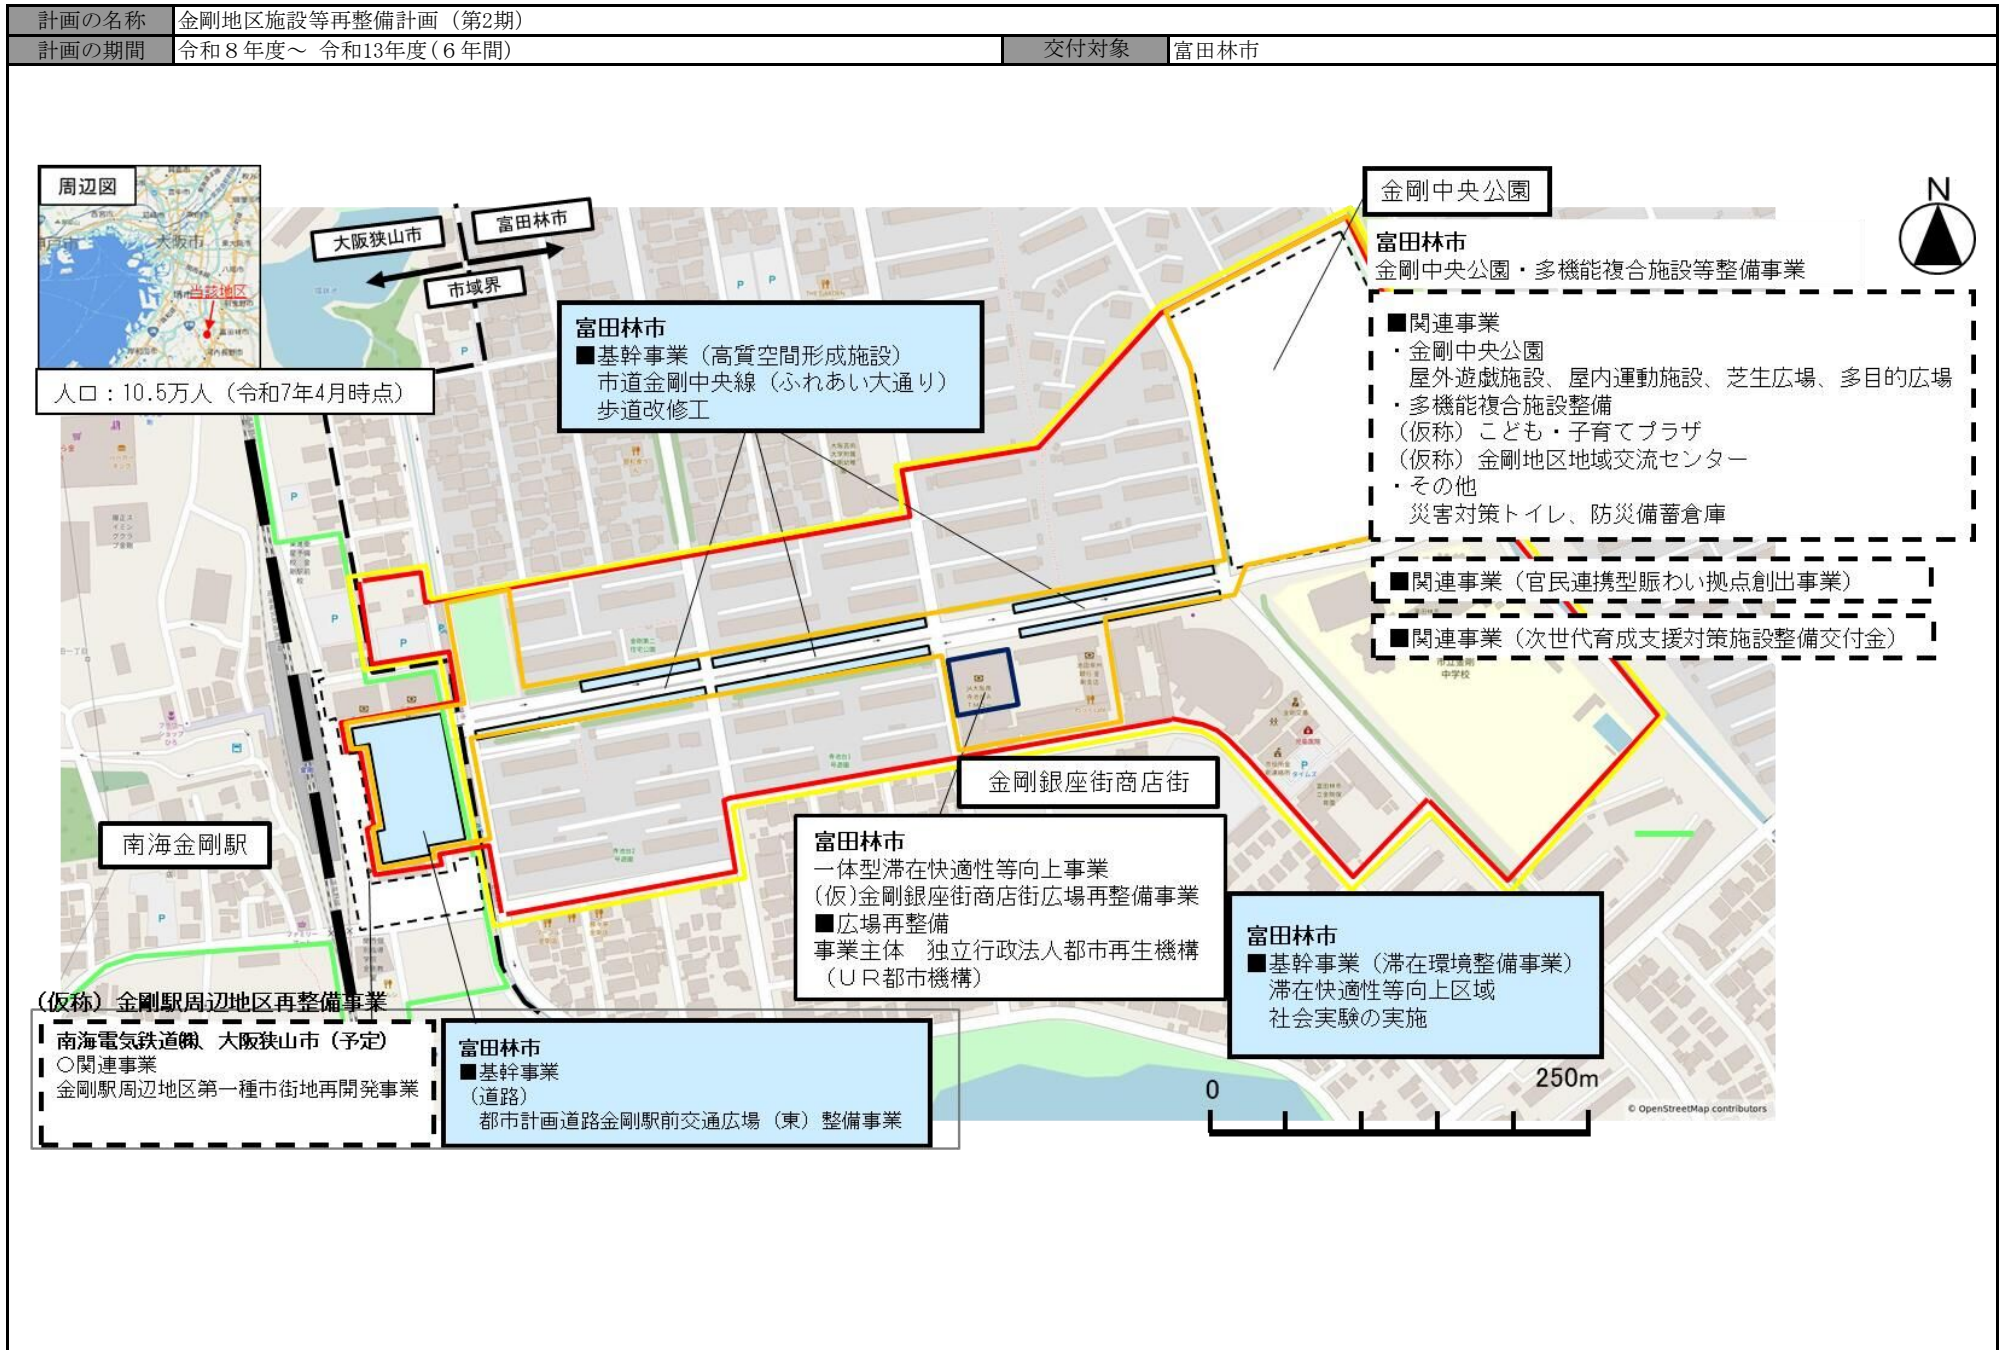 計画の名称 金剛地区施設等再整備計画（第2期）
計画の期間 令和８年度～ 令和13年度（６年間） 交付対象 富田林市
周辺図
大阪市
当該地区
人口：10.5万人（令和7年4月時点）
大阪狭山市
富田林市
市域界
富田林市
■基幹事業（高質空間形成施設）
市道金剛中央線（ふれあい大通り）
歩道改修工
金剛中央公園
N
富田林市
金剛中央公園・多機能複合施設等整備事業
■関連事業
・金剛中央公園
屋外遊戯施設、屋内運動施設、芝生広場、多目的広場
・多機能複合施設整備
（仮称）こども・子育てプラザ
（仮称）金剛地区地域交流センター
・その他
災害対策トイレ、防災備蓄倉庫
■関連事業（官民連携型賑わい拠点創出事業）
■関連事業（次世代育成支援対策施設整備交付金）
中学校
南海金剛駅
金剛銀座街商店街
富田林市
一体型滞在快適性等向上事業
(仮)金剛銀座街商店街広場再整備事業
■広場再整備
事業主体　独立行政法人都市再生機構
（ＵＲ都市機構）
富田林市
■基幹事業（滞在環境整備事業）
滞在快適性等向上区域
社会実験の実施
（仮称）金剛駅周辺地区再整備事業
南海電気鉄道㈱、大阪狭山市（予定）
○関連事業
金剛駅周辺地区第一種市街地再開発事業
富田林市
■基幹事業
（道路）
都市計画道路金剛駅前交通広場（東）整備事業
0 250m
© OpenStreetMap contributors